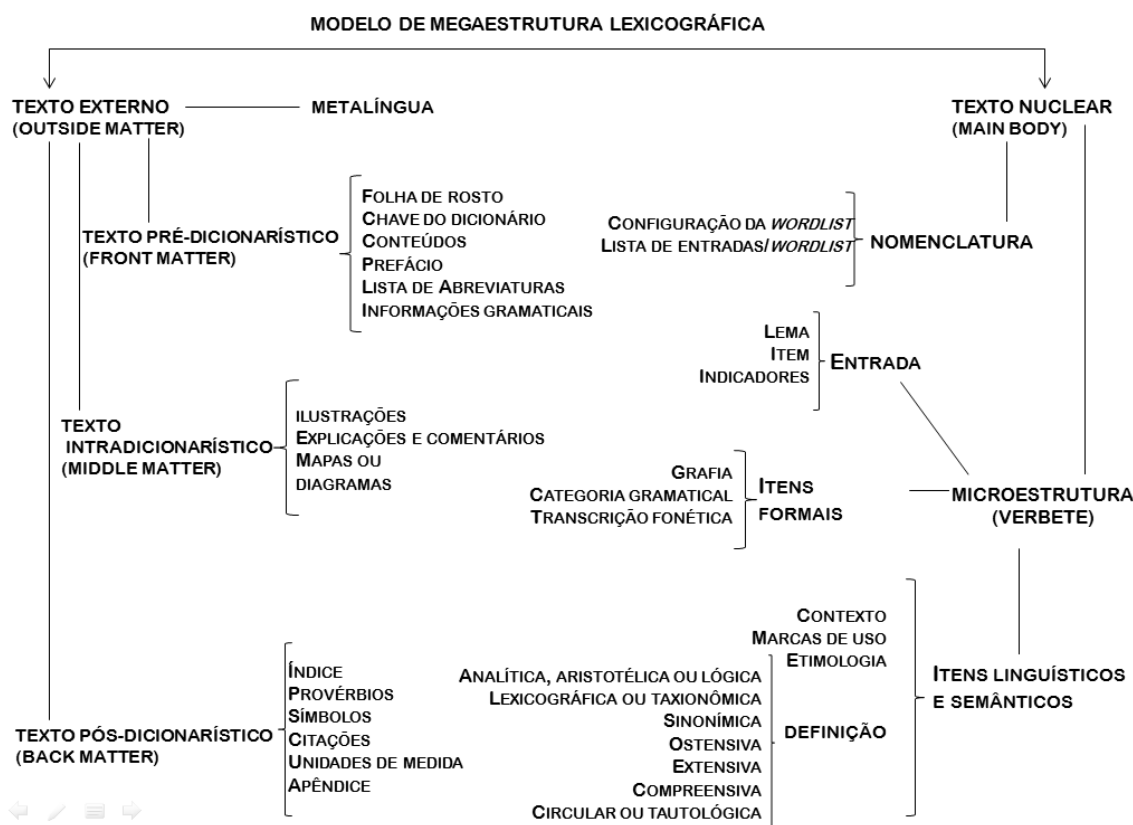 MODELO DE MEGAESTRUTURA LEXICOGRÁFICA
TEXTO EXTERNO
(OUTSIDE MATTER)
METALÍNGUA
TEXTO NUCLEAR
(MAIN BODY)
TEXTO PRÉ-DICIONARÍSTICO
(FRONT MATTER)
FOLHA DE ROSTO
CHAVE DO DICIONÁRIO
CONTEÚDOS
PREFÁCIO
LISTA DE ABREVIATURAS
INFORMAÇÕES GRAMATICAIS
CONFIGURAÇÃO DA WORDLIST
LISTA DE ENTRADAS/WORDLIST
NOMENCLATURA
LEMA
ITEM
INDICADORES
ENTRADA
TEXTO
INTRADICIONARÍSTICO
(MIDDLE MATTER)
ILUSTRAÇÕES
EXPLICAÇÕES E COMENTÁRIOS
MAPAS OU
DIAGRAMAS
GRAFIA
CATEGORIA GRAMATICAL
TRANSCRIÇÃO FONÉTICA
ITENS
FORMAIS
MICROESTRUTURA
(VERBETE)
TEXTO PÓS-DICIONARÍSTICO
(BACK MATTER)
ÍNDICE
PROVÉRBIOS
SÍMBOLOS
CITAÇÕES
UNIDADES DE MEDIDA
APÊNDICE
CONTEXTO
MARCAS DE USO
ETIMOLOGIA
ANALÍTICA, ARISTOTÉLICA OU LÓGICA
LEXICOGRÁFICA OU TAXIONÔMICA
SINONÍMICA
OSTENSIVA
EXTENSIVA
COMPREENSIVA
CIRCULAR OU TAUTOLÓGICA
DEFINIÇÃO
ITENS LINGUÍSTICOS
E SEMÂNTICOS